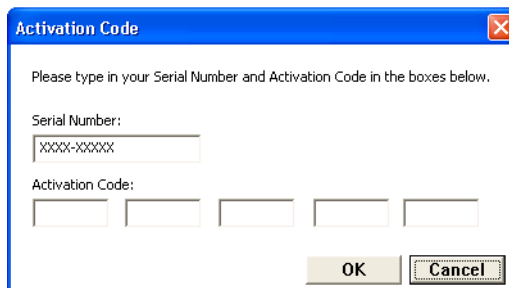 Activation Code
Please type in your Serial Number and Activation Code in the boxes below.
Serial Number:
XXXX-XXXXX
Activation Code:
OK Cancel